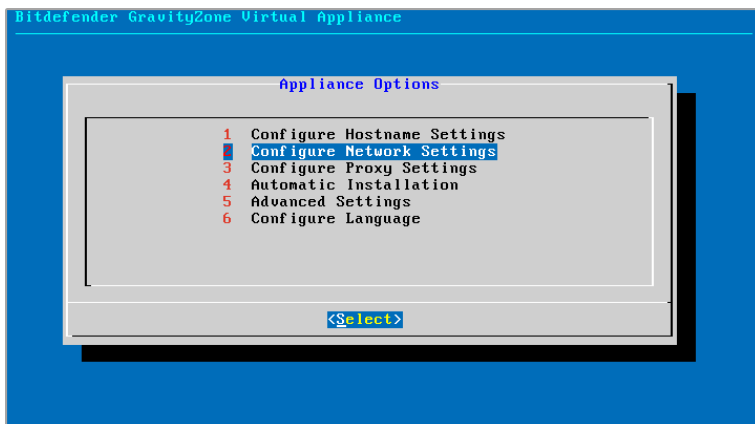 Bitdefender GravityZone Virtual Appliance
Appliance Options
1 Configure Hostname Settings
2 Configure Network Settings
3 Configure Proxy Settings
4 Automatic Installation
5 Advanced Settings
6 Configure Language
<Select>